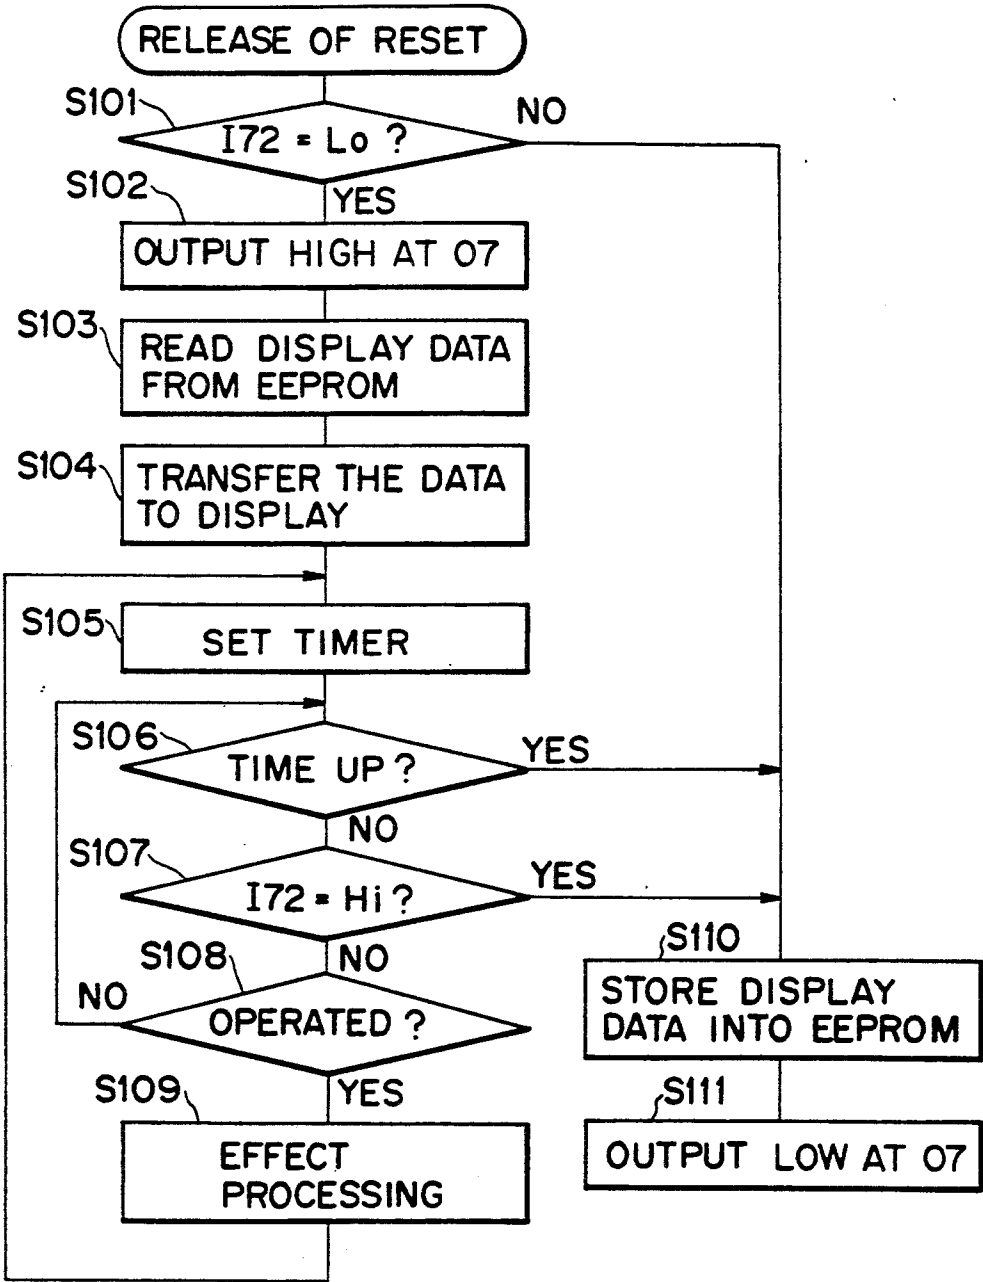 RELEASE OF RESET
S101
I72 = Lo ?
NO
S102
YES
OUTPUT HIGH AT O7
S103
READ DISPLAY DATA
FROM EEPROM
S104
TRANSFER THE DATA
TO DISPLAY
S105
SET TIMER
S106
TIME UP ?
YES
NO
S107
I72 = Hi ?
YES
NO
S108
NO
OPERATED ?
YES
S109
EFFECT
PROCESSING
S110
STORE DISPLAY
DATA INTO EEPROM
S111
OUTPUT LOW AT O7